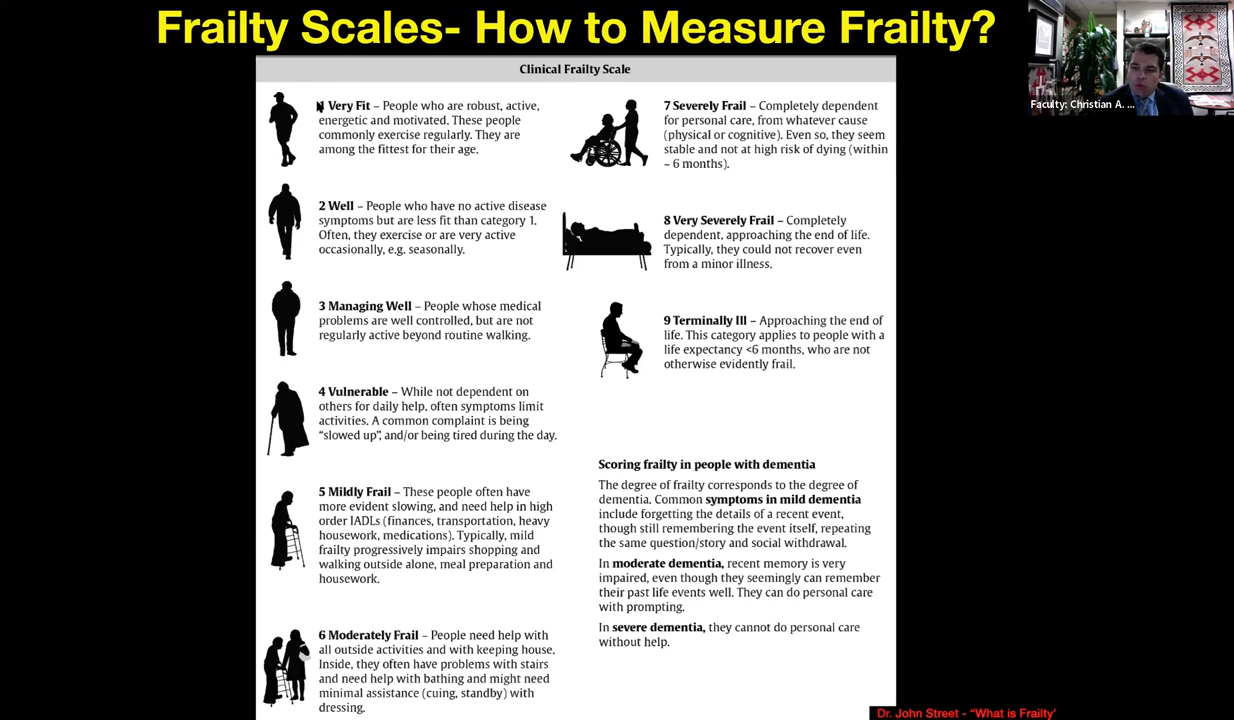 Frailty Scales- How to Measure Frailty?
Faculty: Christian A. ...
Clinical Frailty Scale
1 Very Fit – People who are robust, active,
energetic and motivated. These people
commonly exercise regularly. They are
among the fittest for their age.
2 Well – People who have no active disease
symptoms but are less fit than category 1.
Often, they exercise or are very active
occasionally, e.g. seasonally.
3 Managing Well – People whose medical
problems are well controlled, but are not
regularly active beyond routine walking.
4 Vulnerable – While not dependent on
others for daily help, often symptoms limit
activities. A common complaint is being
“slowed up”, and/or being tired during the day.
5 Mildly Frail – These people often have
more evident slowing, and need help in high
order IADLs (finances, transportation, heavy
housework, medications). Typically, mild
frailty progressively impairs shopping and
walking outside alone, meal preparation and
housework.
6 Moderately Frail – People need help with
all outside activities and with keeping house.
Inside, they often have problems with stairs
and need help with bathing and might need
minimal assistance (cuing, standby) with
dressing.
7 Severely Frail – Completely dependent
for personal care, from whatever cause
(physical or cognitive). Even so, they seem
stable and not at high risk of dying (within
~ 6 months).
8 Very Severely Frail – Completely
dependent, approaching the end of life.
Typically, they could not recover even
from a minor illness.
9 Terminally Ill – Approaching the end of
life. This category applies to people with a
life expectancy <6 months, who are not
otherwise evidently frail.
Scoring frailty in people with dementia
The degree of frailty corresponds to the degree of
dementia. Common symptoms in mild dementia
include forgetting the details of a recent event,
though still remembering the event itself, repeating
the same question/story and social withdrawal.
In moderate dementia, recent memory is very
impaired, even though they seemingly can remember
their past life events well. They can do personal care
with prompting.
In severe dementia, they cannot do personal care
without help.
Dr. John Street - “What is Frailty’